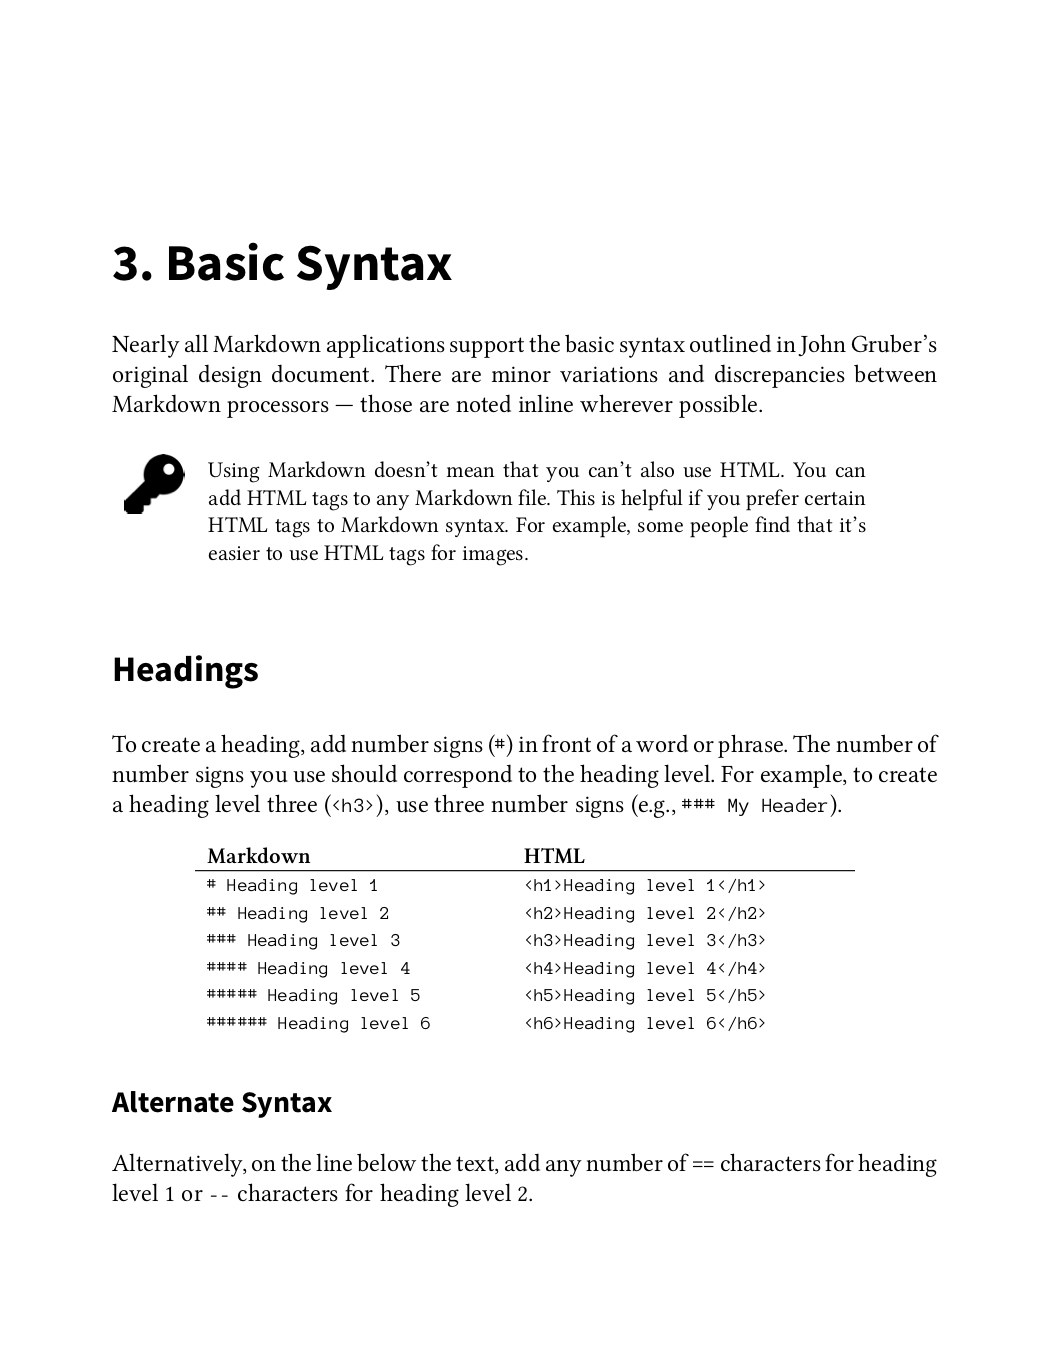 3. Basic Syntax
Nearly all Markdown applications support the basic syntax outlined in John Gruber’s
original design document. There are minor variations and discrepancies between
Markdown processors — those are noted inline wherever possible.
Using Markdown doesn’t mean that you can’t also use HTML. You can
add HTML tags to any Markdown file. This is helpful if you prefer certain
HTML tags to Markdown syntax. For example, some people find that it’s
easier to use HTML tags for images.
Headings
To create a heading, add number signs (#) in front of a word or phrase. The number of
number signs you use should correspond to the heading level. For example, to create
a heading level three (<h3>), use three number signs (e.g., ### My Header).
Markdown HTML
# Heading level 1 <h1>Heading level 1</h1>
## Heading level 2 <h2>Heading level 2</h2>
### Heading level 3 <h3>Heading level 3</h3>
#### Heading level 4 <h4>Heading level 4</h4>
##### Heading level 5 <h5>Heading level 5</h5>
###### Heading level 6 <h6>Heading level 6</h6>
Alternate Syntax
Alternatively, on the line below the text, add any number of == characters for heading
level 1 or -- characters for heading level 2.